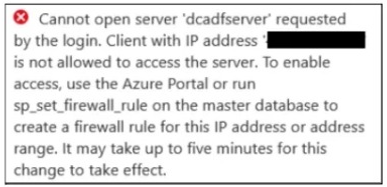 Cannot open server 'dcadfserver' requested
by the login. Client with IP address '
is not allowed to access the server. To enable
access, use the Azure Portal or run
sp_set_firewall_rule on the master database to
create a firewall rule for this IP address or address
range. It may take up to five minutes for this
change to take effect.